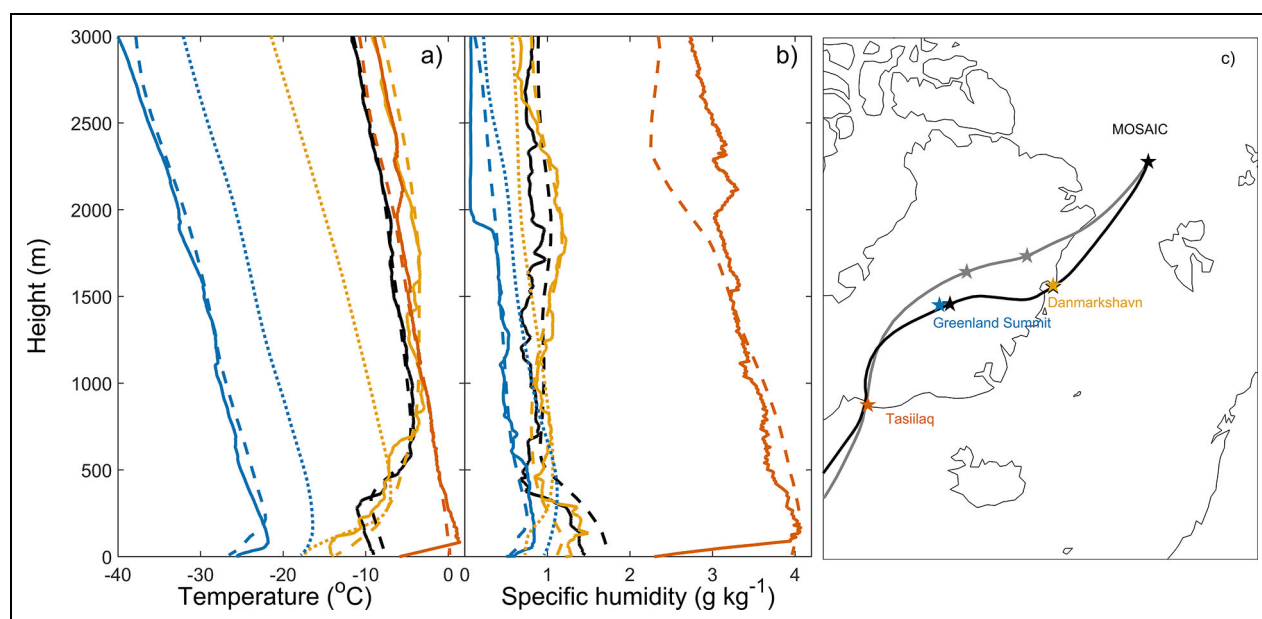 3000
2500
2000
1500
1000
500
0
Height (m)
a)
-40
-30
-20
-10
0
Temperature (°C)
b)
0
1
2
3
4
Specific humidity (g kg⁻¹)
c)
MOSAIC
Danmarkshavn
Greenland Summit
Tasiilaq